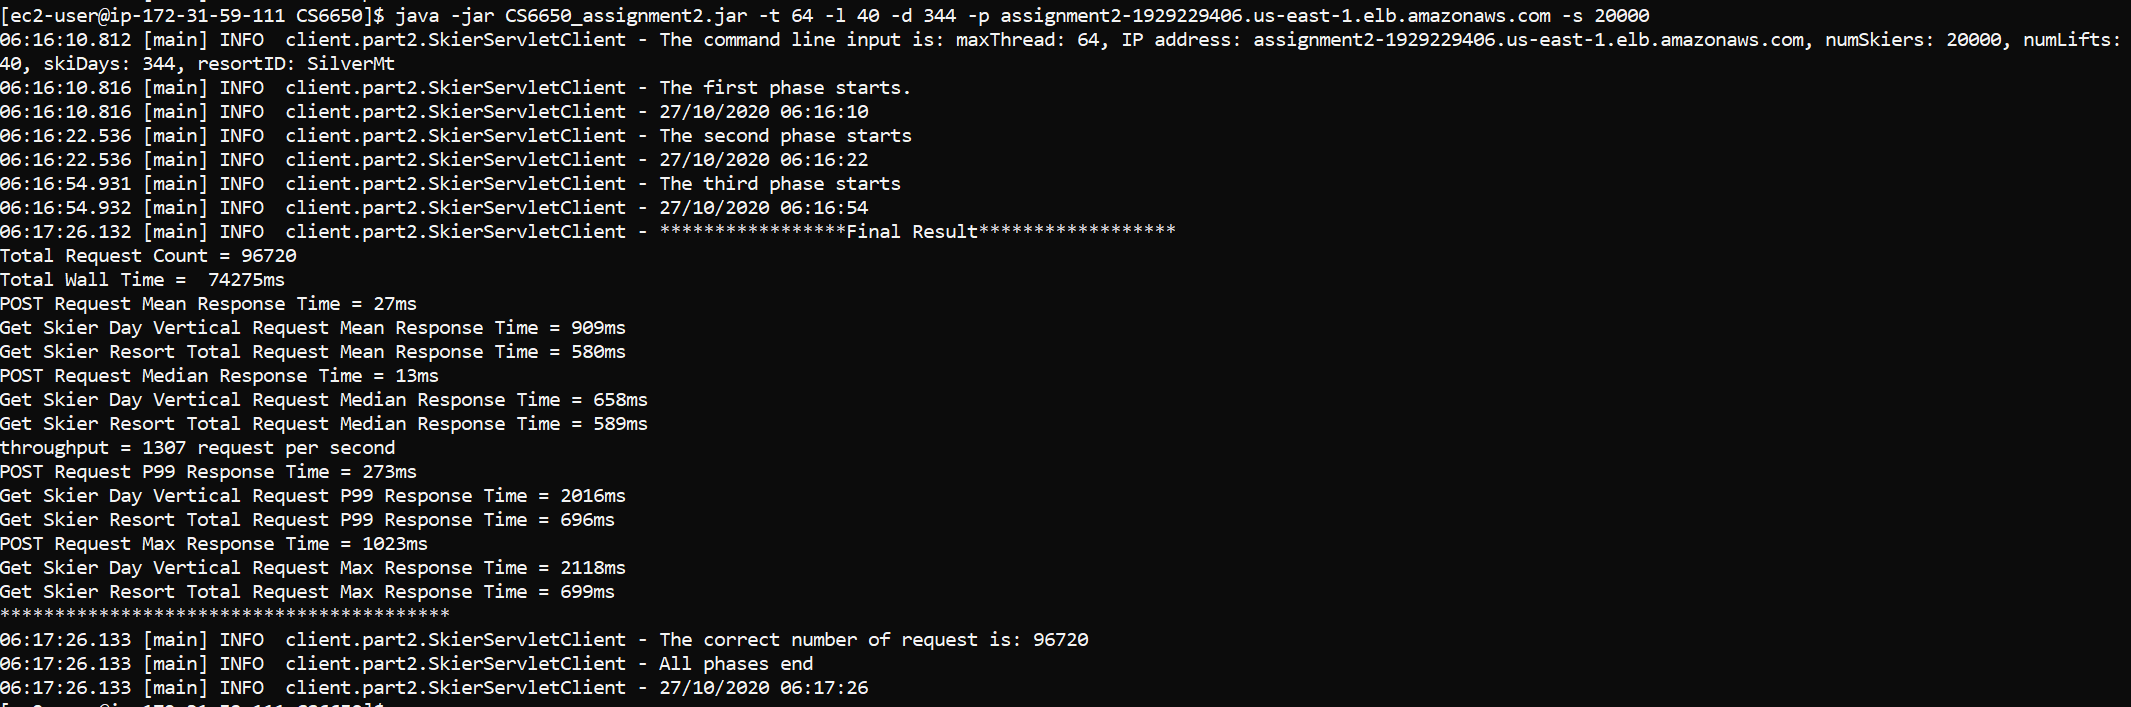 [ec2-user@ip-172-31-59-111 CS6650]$ java -jar CS6650_assignment2.jar -t 64 -l 40 -d 344 -p assignment2-1929229406.us-east-1.elb.amazonaws.com -s 20000
06:16:10.812 [main] INFO  client.part2.SkierServletClient - The command line input is: maxThread: 64, IP address: assignment2-1929229406.us-east-1.elb.amazonaws.com, numSkiers: 20000, numLifts:
40, skiDays: 344, resortID: SilverMt
06:16:10.816 [main] INFO  client.part2.SkierServletClient - The first phase starts.
06:16:10.816 [main] INFO  client.part2.SkierServletClient - 27/10/2020 06:16:10
06:16:22.536 [main] INFO  client.part2.SkierServletClient - The second phase starts
06:16:22.536 [main] INFO  client.part2.SkierServletClient - 27/10/2020 06:16:22
06:16:54.931 [main] INFO  client.part2.SkierServletClient - The third phase starts
06:16:54.932 [main] INFO  client.part2.SkierServletClient - 27/10/2020 06:16:54
06:17:26.132 [main] INFO  client.part2.SkierServletClient - *****************Final Result******************
Total Request Count = 96720
Total Wall Time =  74275ms
POST Request Mean Response Time = 27ms
Get Skier Day Vertical Request Mean Response Time = 909ms
Get Skier Resort Total Request Mean Response Time = 580ms
POST Request Median Response Time = 13ms
Get Skier Day Vertical Request Median Response Time = 658ms
Get Skier Resort Total Request Median Response Time = 589ms
throughput = 1307 request per second
POST Request P99 Response Time = 273ms
Get Skier Day Vertical Request P99 Response Time = 2016ms
Get Skier Resort Total Request P99 Response Time = 696ms
POST Request Max Response Time = 1023ms
Get Skier Day Vertical Request Max Response Time = 2118ms
Get Skier Resort Total Request Max Response Time = 699ms
*****************************************
06:17:26.133 [main] INFO  client.part2.SkierServletClient - The correct number of request is: 96720
06:17:26.133 [main] INFO  client.part2.SkierServletClient - All phases end
06:17:26.133 [main] INFO  client.part2.SkierServletClient - 27/10/2020 06:17:26